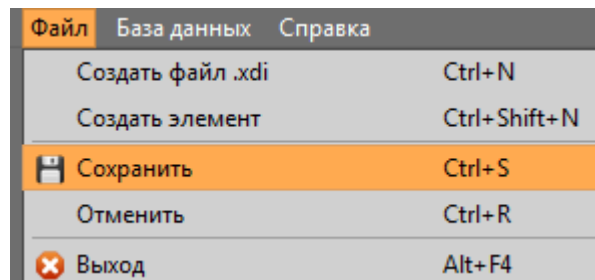 Файл База данных Справка
Создать файл .xdi Ctrl+N
Создать элемент Ctrl+Shift+N
Сохранить Ctrl+S
Отменить Ctrl+R
Выход Alt+F4